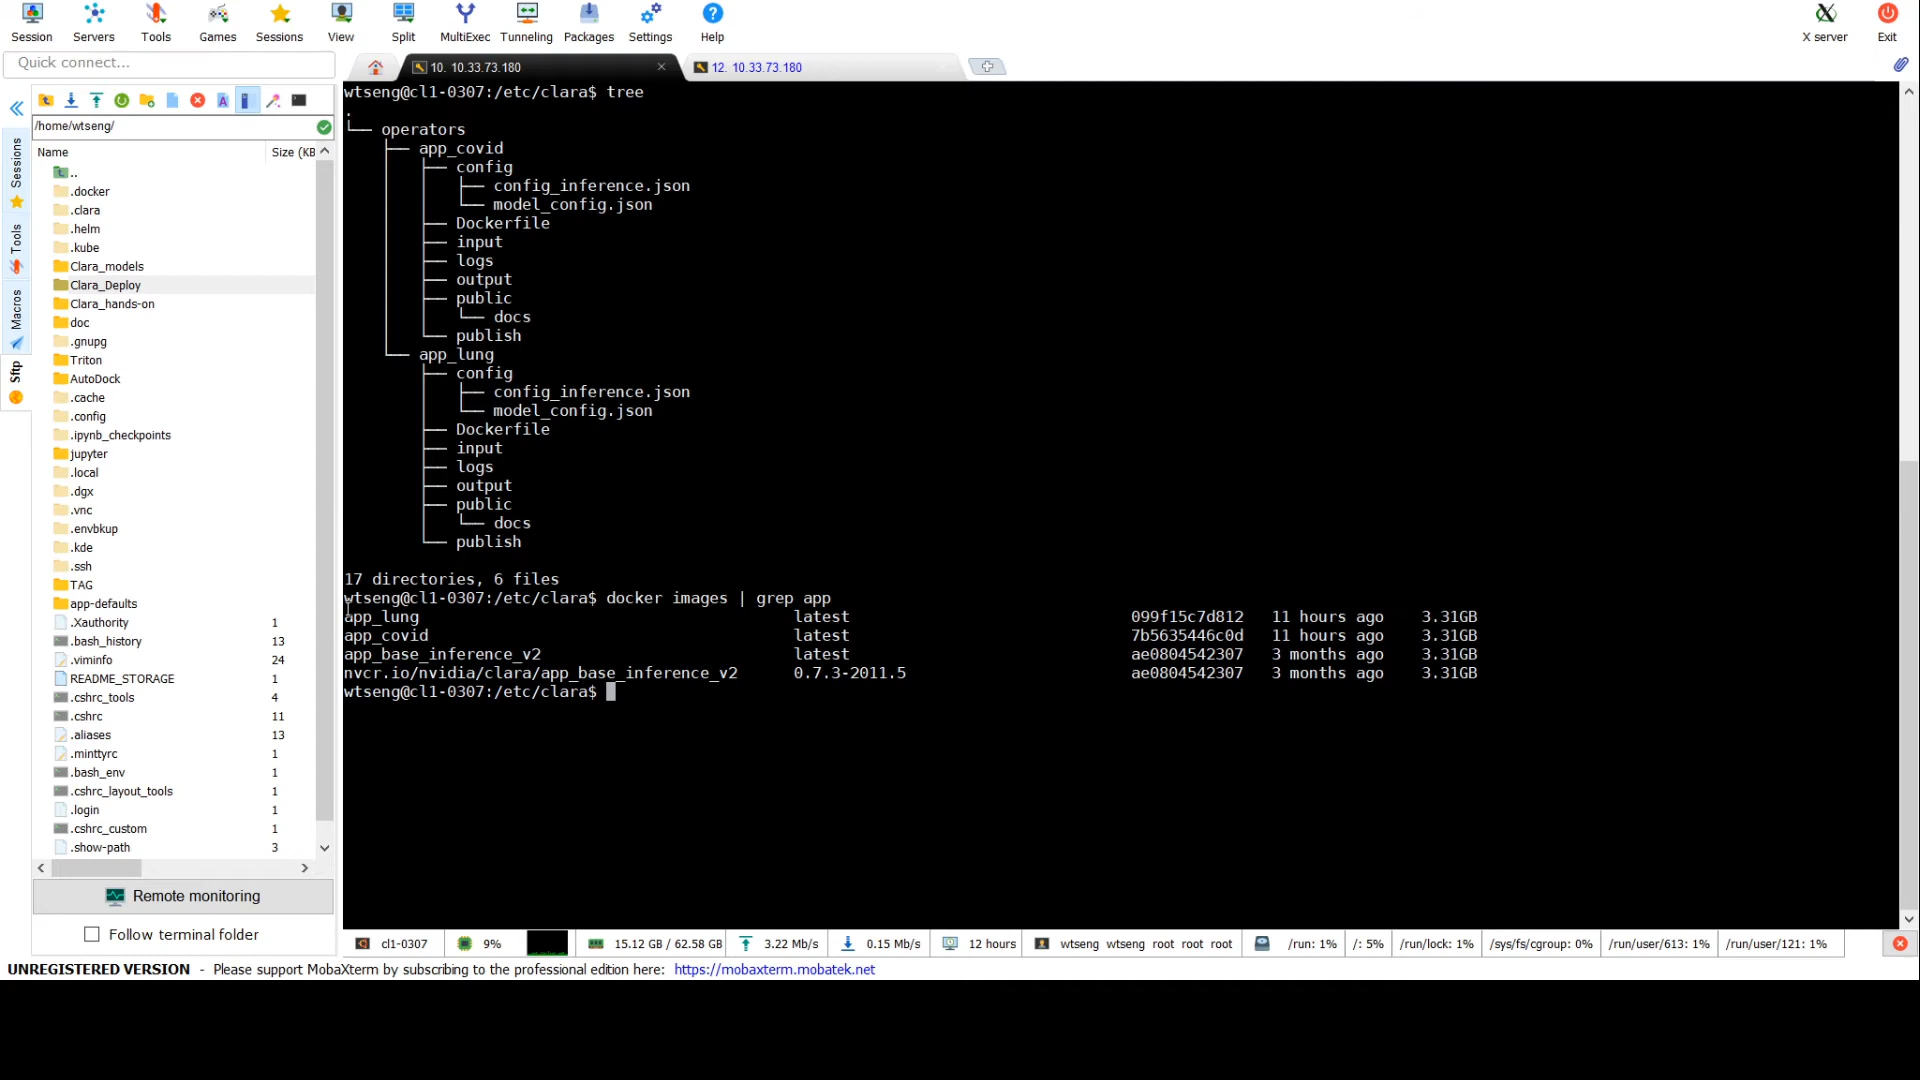 Session Servers Tools Games Sessions View Split MultiExec Tunneling Packages Settings Help X server Exit
Quick connect...
10. 10.33.73.180 × 12. 10.33.73.180
/home/wtseng/
Name Size (KB
..
.docker
.clara
.helm
.kube
Clara_models
Clara_Deploy
Clara_hands-on
doc
.gnupg
Triton
AutoDock
.cache
.config
.ipynb_checkpoints
jupyter
.local
.dgx
.vnc
.envbkup
.kde
.ssh
TAG
app-defaults
.Xauthority 1
.bash_history 13
.viminfo 24
README_STORAGE 1
.cshrc_tools 4
.cshrc 11
.aliases 13
.minttyrc 1
.bash_env 1
.cshrc_layout_tools 1
.login 1
.cshrc_custom 1
.show-path 3
Sessions
Tools
Macros
Sftp
Remote monitoring
Follow terminal folder
wtseng@cl1-0307:/etc/clara$ tree
.
└── operators
    ├── app_covid
    │   ├── config
    │   │   ├── config_inference.json
    │   │   └── model_config.json
    │   ├── Dockerfile
    │   ├── input
    │   ├── logs
    │   ├── output
    │   ├── public
    │   │   └── docs
    │   └── publish
    └── app_lung
        ├── config
        │   ├── config_inference.json
        │   └── model_config.json
        ├── Dockerfile
        ├── input
        ├── logs
        ├── output
        ├── public
        │   └── docs
        └── publish
17 directories, 6 files
wtseng@cl1-0307:/etc/clara$ docker images | grep app
app_lung latest 099f15c7d812 11 hours ago 3.31GB
app_covid latest 7b5635446c0d 11 hours ago 3.31GB
app_base_inference_v2 latest ae0804542307 3 months ago 3.31GB
nvcr.io/nvidia/clara/app_base_inference_v2 0.7.3-2011.5 ae0804542307 3 months ago 3.31GB
wtseng@cl1-0307:/etc/clara$
cl1-0307 9% 15.12 GB / 62.58 GB 3.22 Mb/s 0.15 Mb/s 12 hours wtseng wtseng root root root /run: 1% /: 5% /run/lock: 1% /sys/fs/cgroup: 0% /run/user/613: 1% /run/user/121: 1%
UNREGISTERED VERSION - Please support MobaXterm by subscribing to the professional edition here: https://mobaxterm.mobatek.net